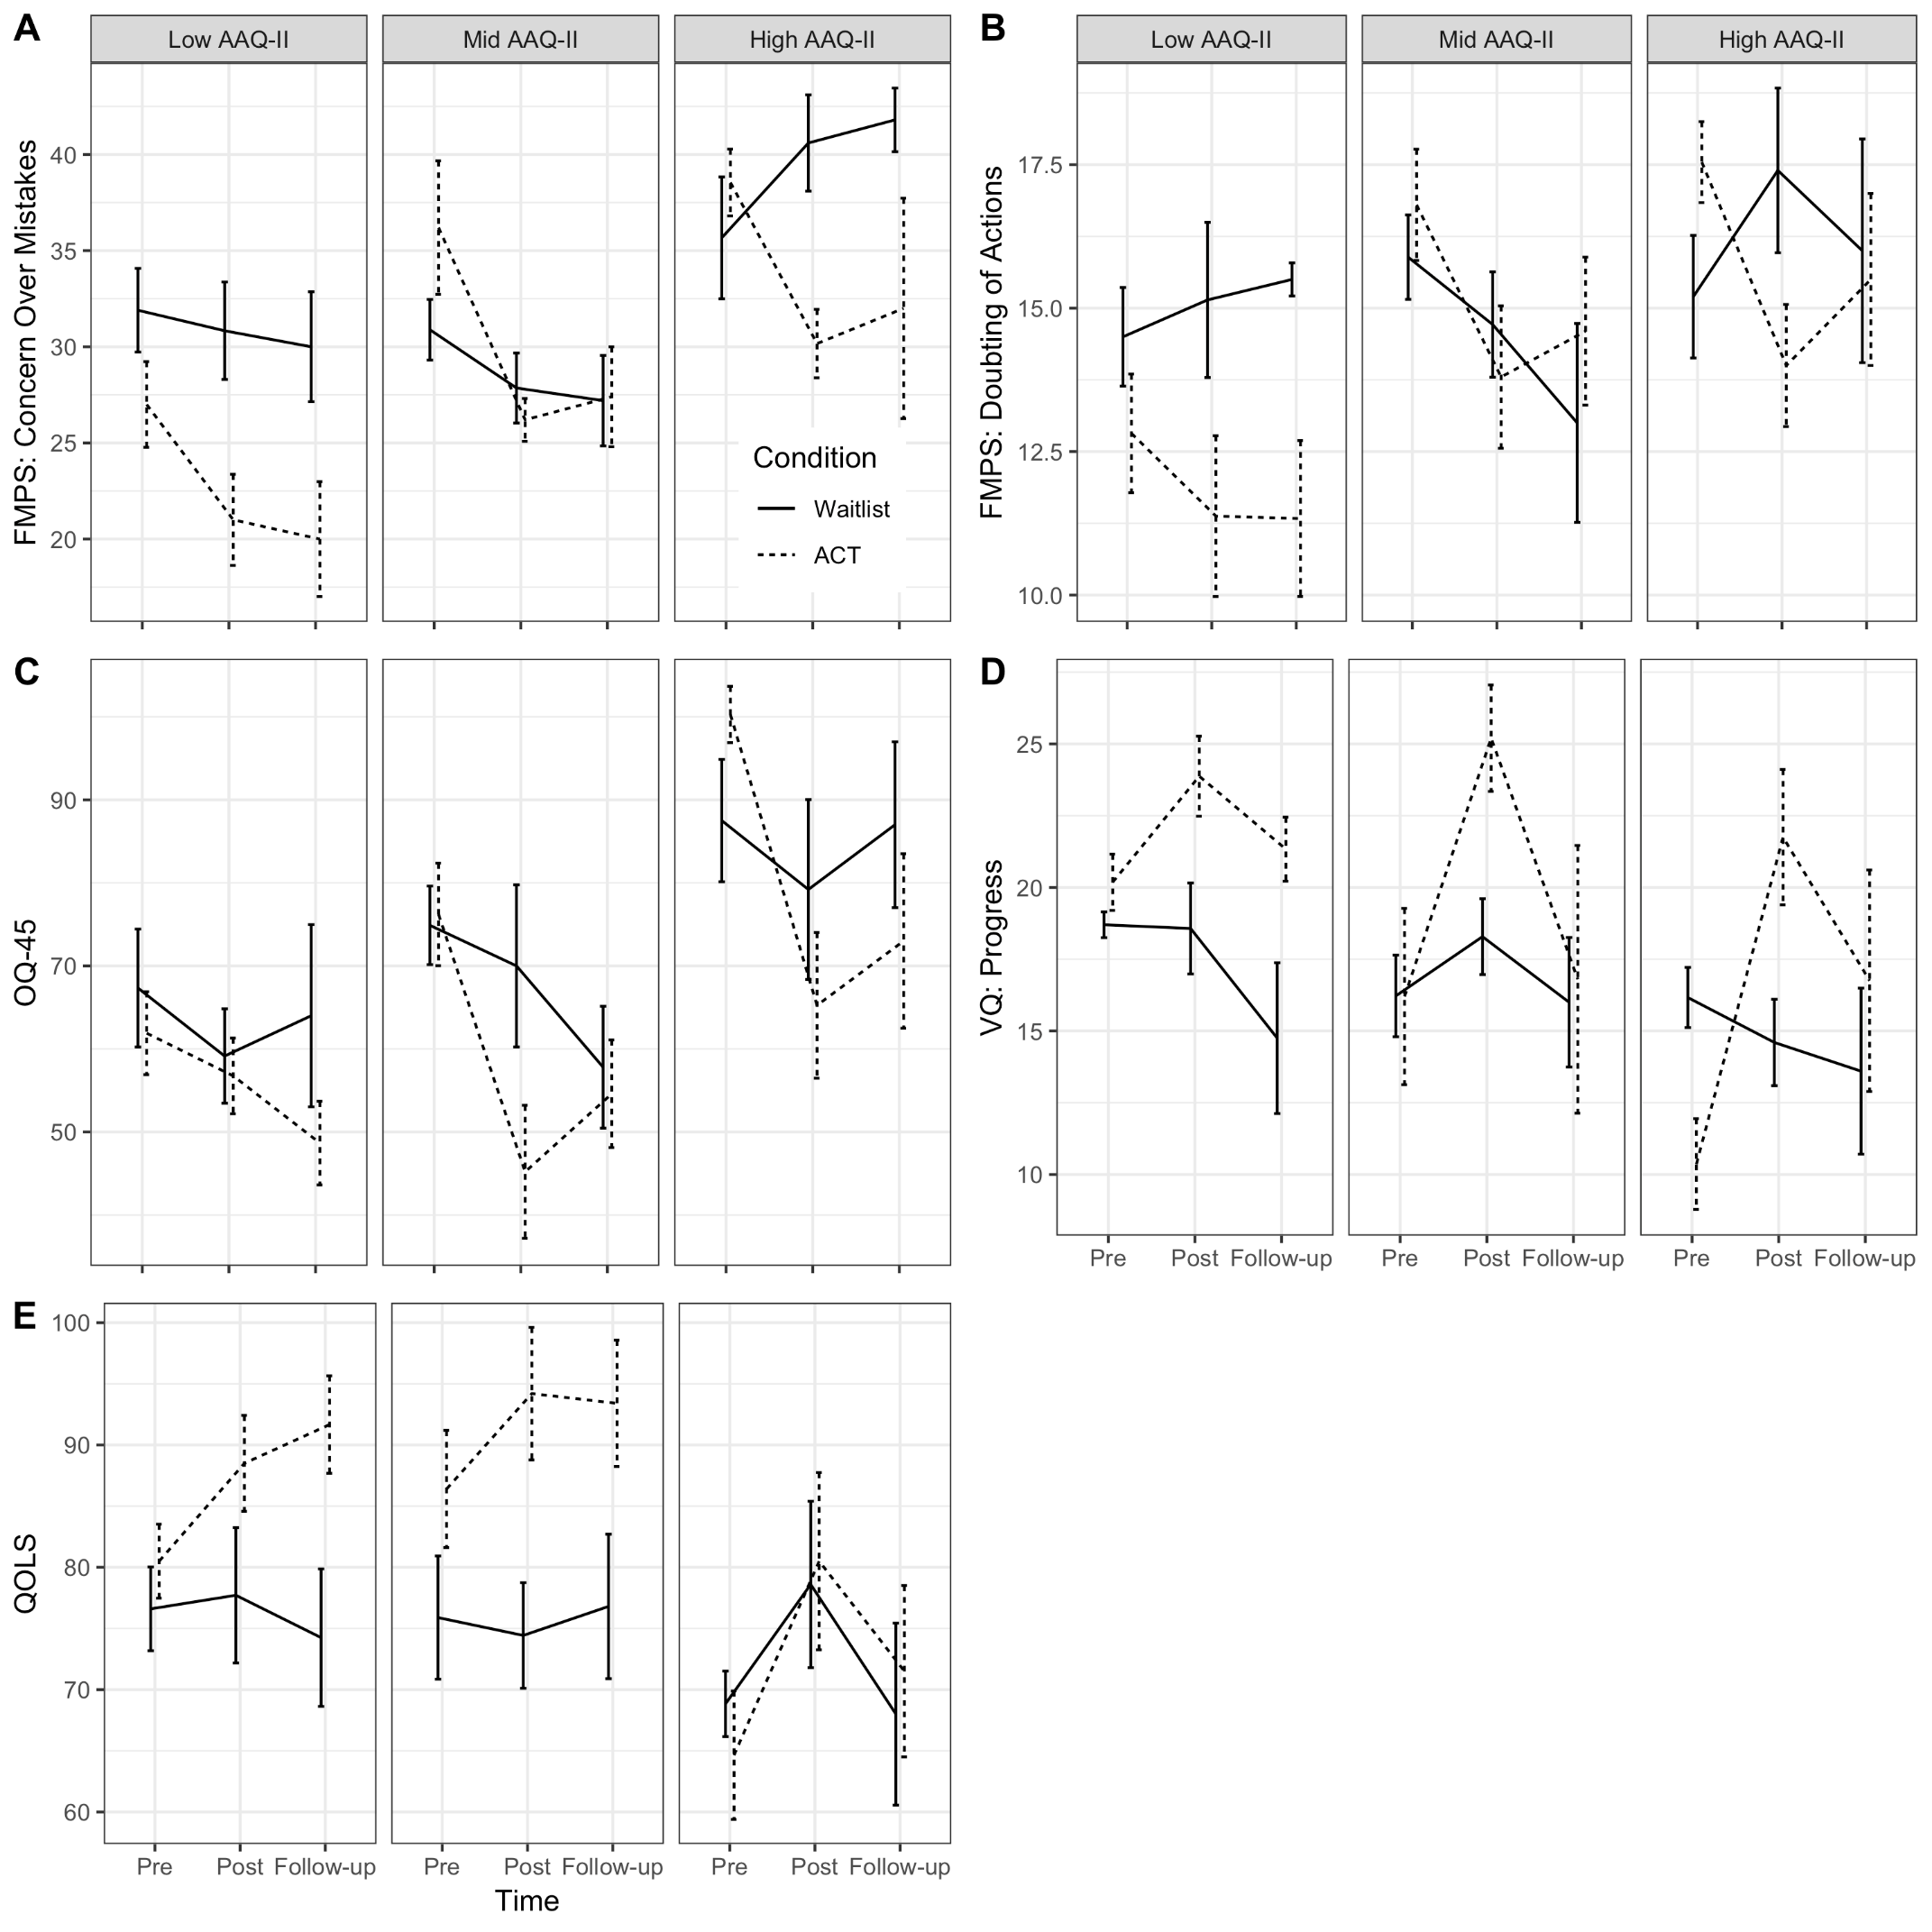 A
Low AAQ-II
Mid AAQ-II
High AAQ-II
FMPS: Concern Over Mistakes
40
35
30
25
20
Condition
Waitlist
ACT
B
Low AAQ-II
Mid AAQ-II
High AAQ-II
FMPS: Doubting of Actions
17.5
15.0
12.5
10.0
C
OQ-45
90
70
50
D
VQ: Progress
25
20
15
10
Pre Post Follow-up
Pre Post Follow-up
Pre Post Follow-up
E
QOLS
100
90
80
70
60
Pre Post Follow-up
Pre Post Follow-up
Pre Post Follow-up
Time